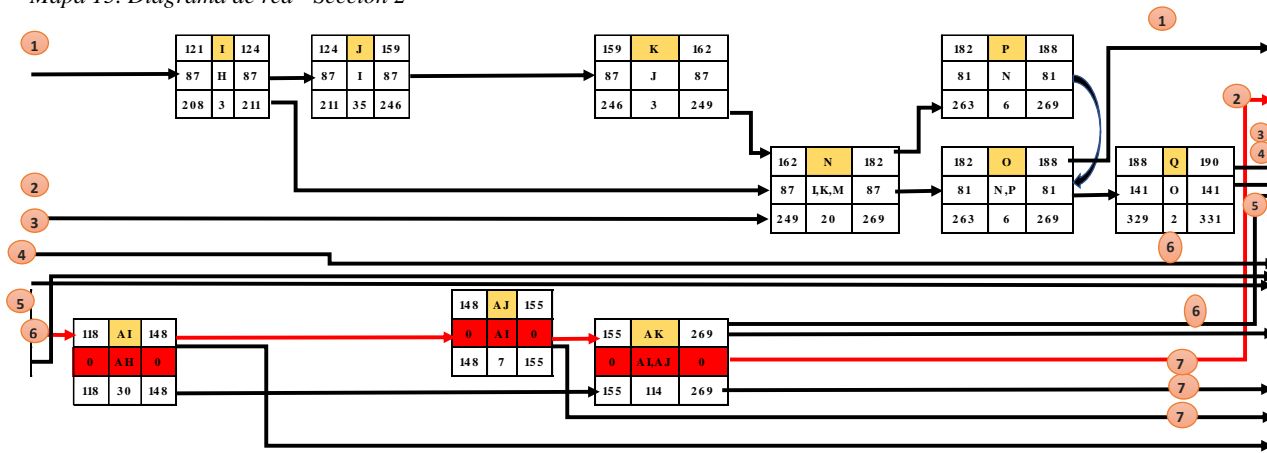 Mapa 15. Diagrama de red - Sección 2
1
1
121 I 124
87 H 87
208 3 211
124 J 159
87 I 87
211 35 246
159 K 162
87 J 87
246 3 249
182 P 188
81 N 81
263 6 269
2
3
4
162 N 182
87 I,K,M 87
249 20 269
182 O 188
81 N,P 81
263 6 269
188 Q 190
141 O 141
329 2 331
2
3
5
4
6
5
6
118 AI 148
0 AH 0
118 30 148
148 AJ 155
0 AI 0
148 7 155
155 AK 269
0 AI,AJ 0
155 114 269
6
7
7
7